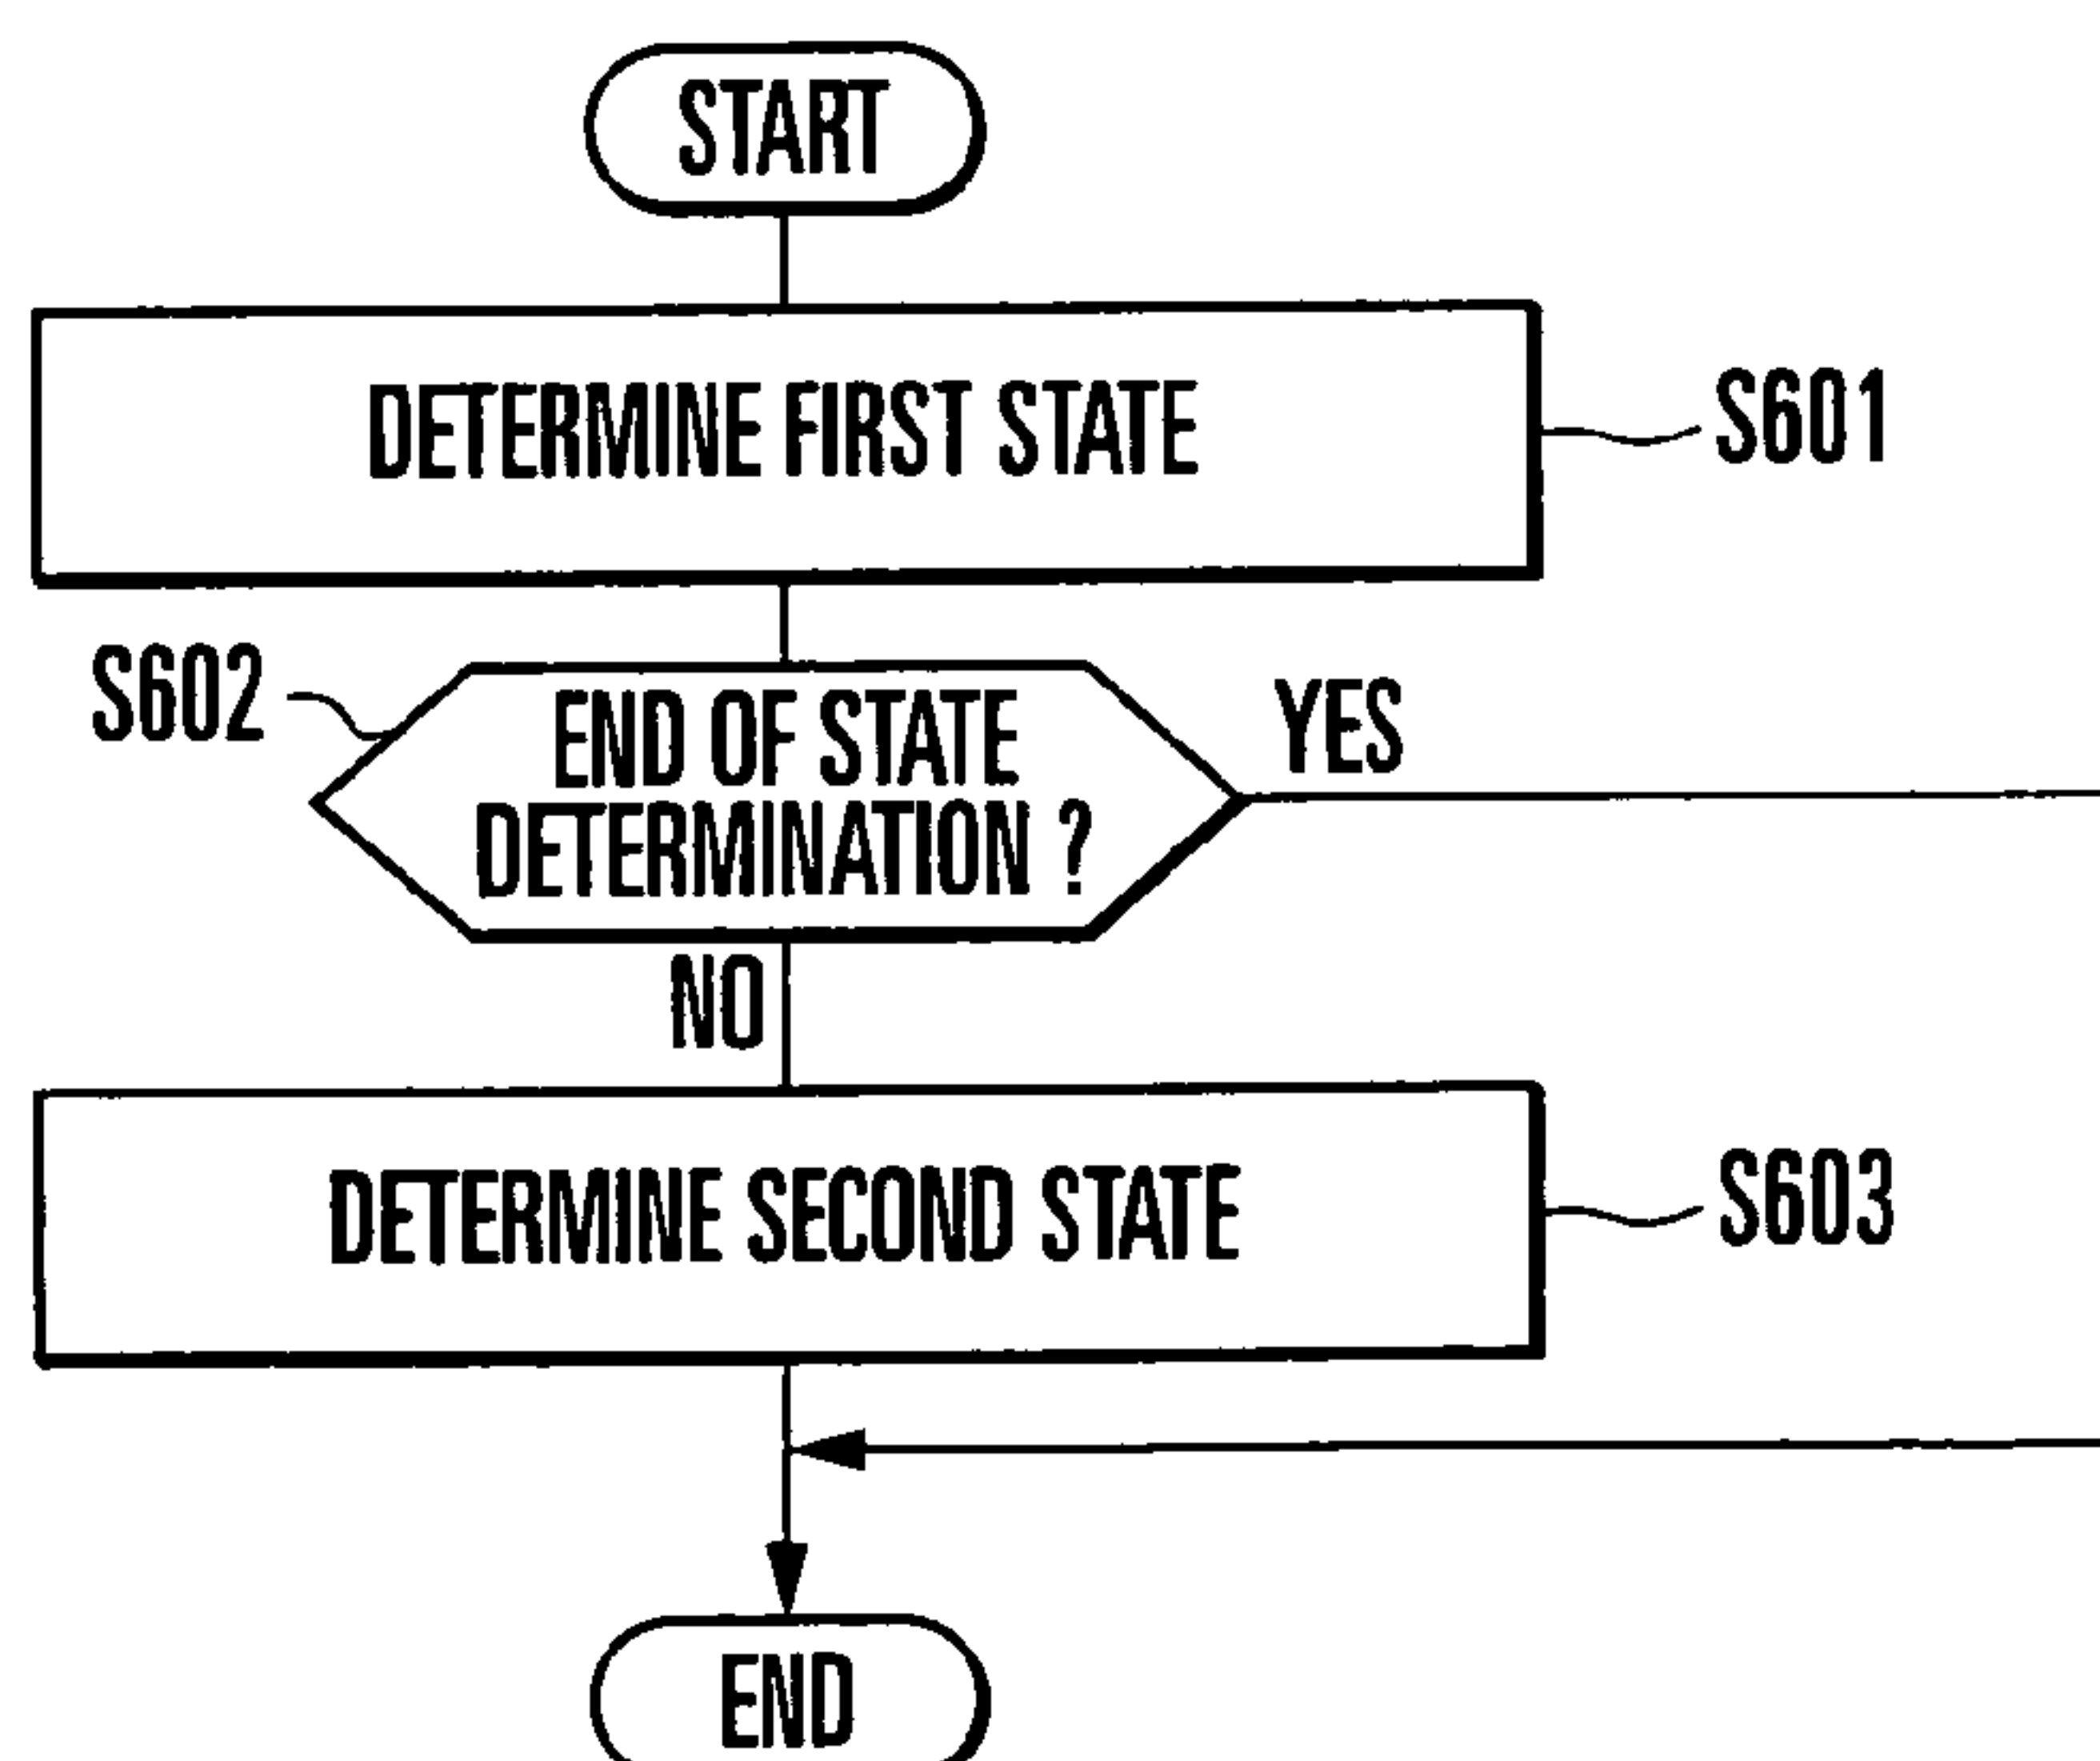 START
DETERMINE FIRST STATE
S601
S602
END OF STATE
DETERMINATION ?
YES
NO
DETERMINE SECOND STATE
S603
END